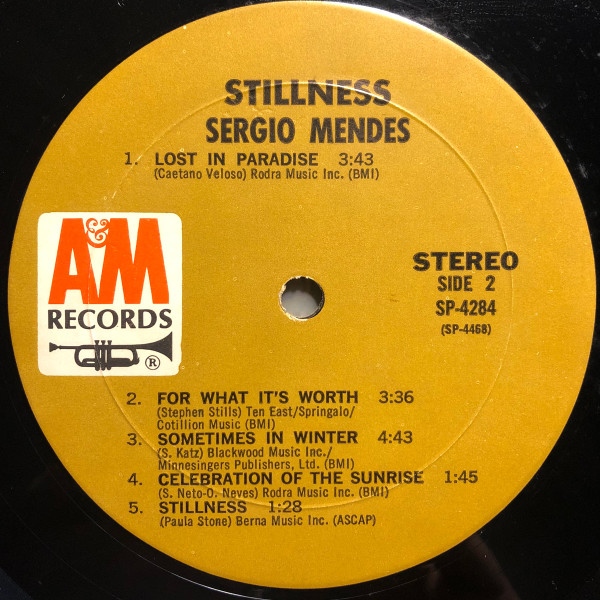 STILLNESS
SERGIO MENDES
1. LOST IN PARADISE 3:43
(Caetano Veloso) Rodra Music Inc. (BMI)
A&M
RECORDS
®
STEREO
SIDE 2
SP-4284
(SP-4468)
2. FOR WHAT IT'S WORTH 3:36
(Stephen Stills) Ten East/Springalo/
Cotillion Music (BMI)
3. SOMETIMES IN WINTER 4:43
(S. Katz) Blackwood Music Inc./
Minnesingers Publishers, Ltd. (BMI)
4. CELEBRATION OF THE SUNRISE 1:45
(S. Neto-O. Neves) Rodra Music Inc. (BMI)
5. STILLNESS 1:28
(Paula Stone) Berna Music Inc. (ASCAP)